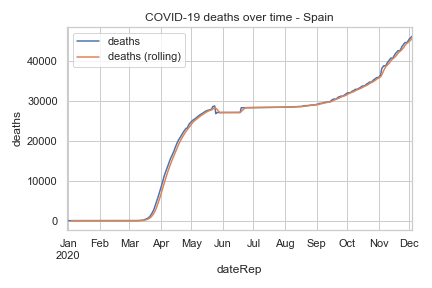 COVID-19 deaths over time - Spain
deaths
deaths (rolling)
40000
30000
20000
10000
0
deaths
Jan Feb Mar Apr May Jun Jul Aug Sep Oct Nov Dec
2020
dateRep